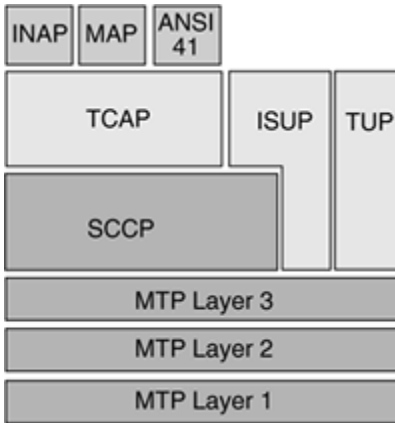 INAP
MAP
ANSI
41
TCAP
ISUP
TUP
SCCP
MTP Layer 3
MTP Layer 2
MTP Layer 1